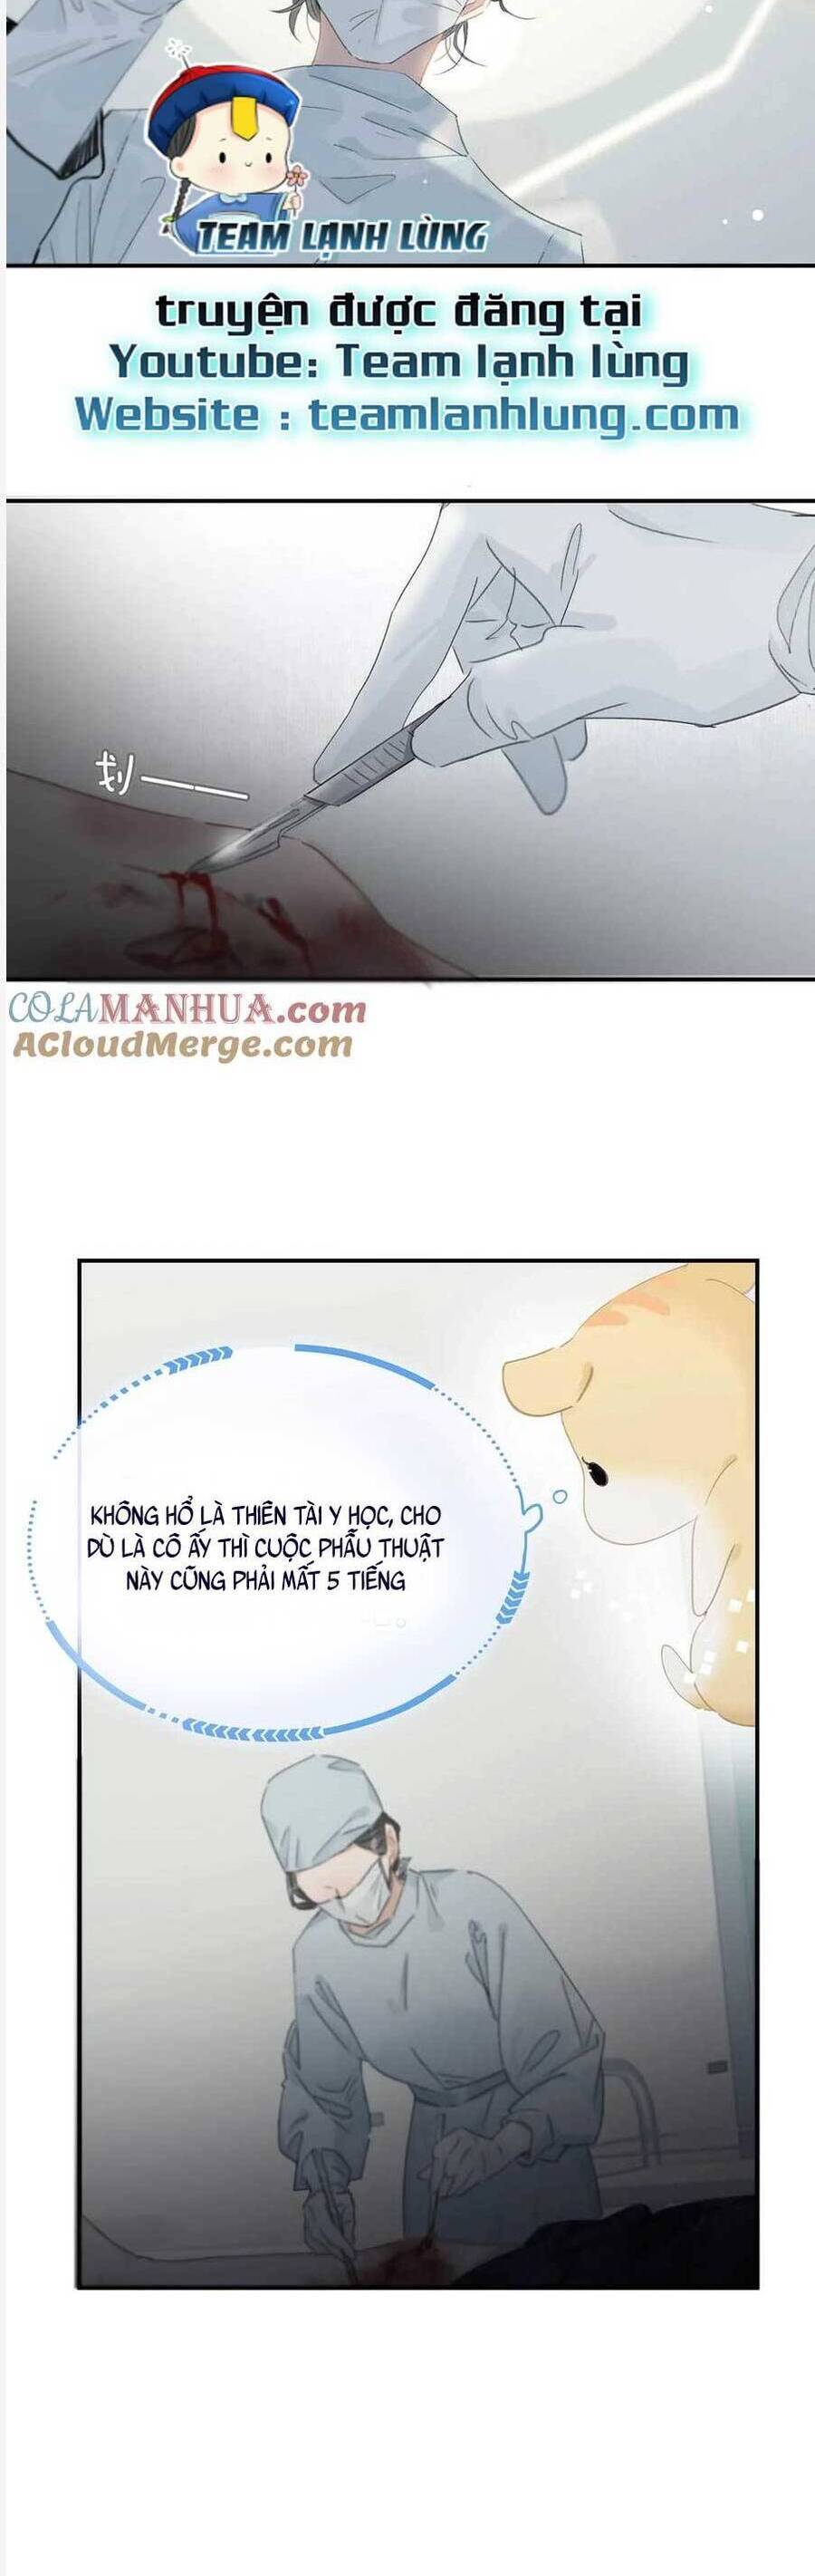 TEAM LẠNH LÙNG
truyện được đăng tại
Youtube: Team lạnh lùng
Website : teamlanhlung.com
划
COLAMANHUA.com
ACloudMerge.com
KHÔNG HỔ LÀ THIÊN TÀI Y HỌC, CHO
DÙ LÀ CÔ ẤY THÌ CUỘC PHẪU THUẬT
NÀY CŨNG PHẢI MẤT 5 TIẾNG